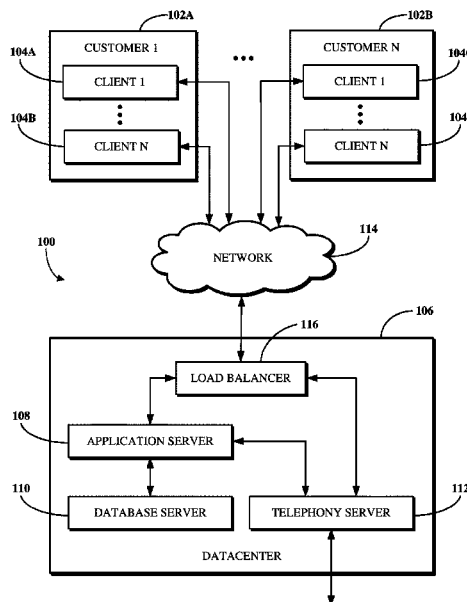 102A
102B
CUSTOMER 1
CUSTOMER N
104A
CLIENT 1
CLIENT 1
104B
CLIENT N
CLIENT N
104
114
NETWORK
100
116
106
LOAD BALANCER
108
APPLICATION SERVER
110
112
DATABASE SERVER
TELEPHONY SERVER
DATACENTER